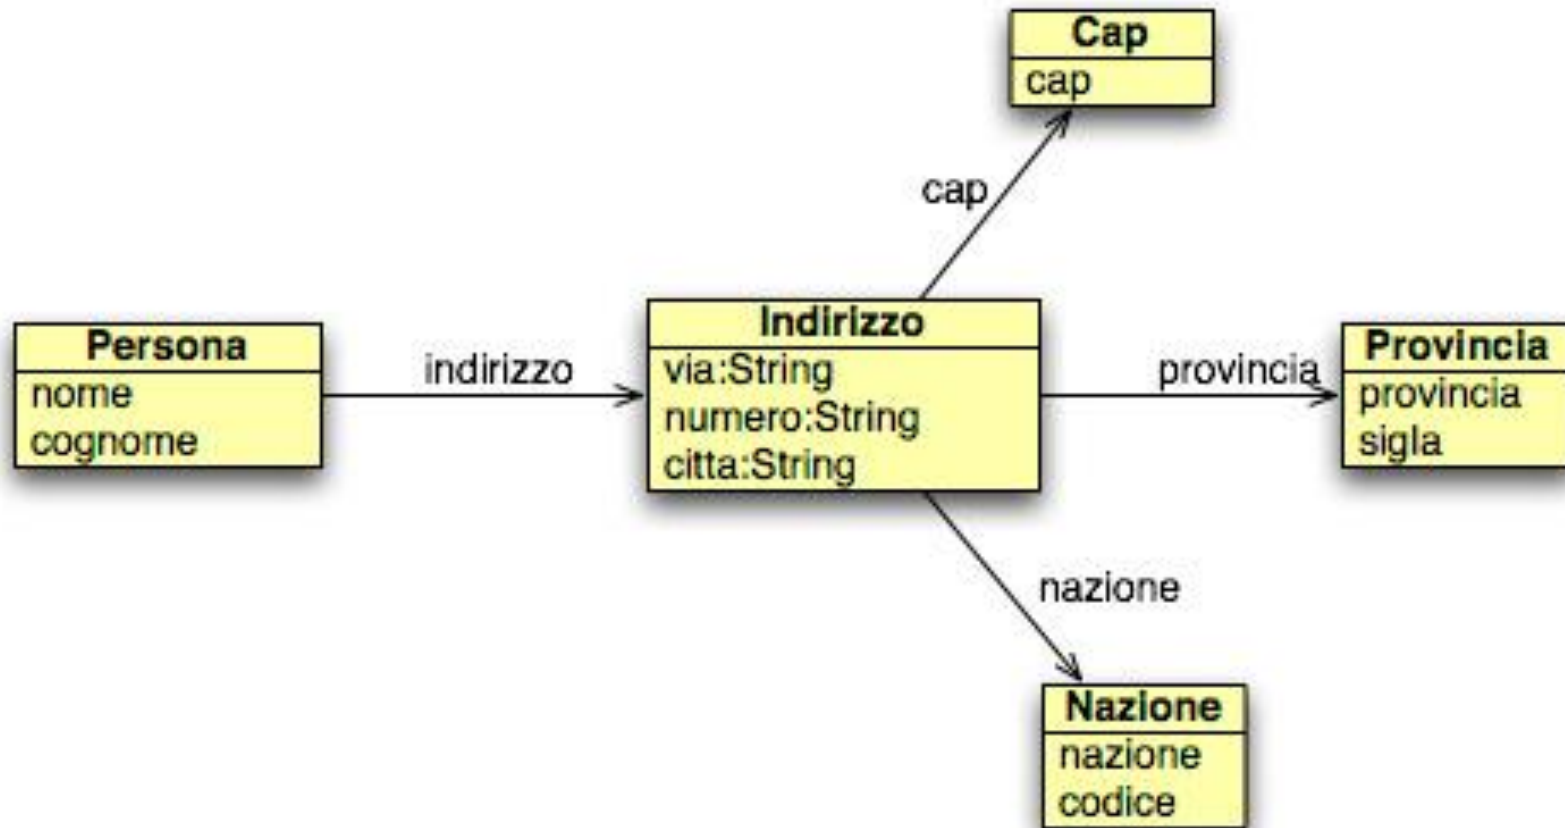 Cap
cap
cap
Persona
nome
cognome
indirizzo
Indirizzo
via:String
numero:String
citta:String
provincia
Provincia
provincia
sigla
nazione
Nazione
nazione
codice